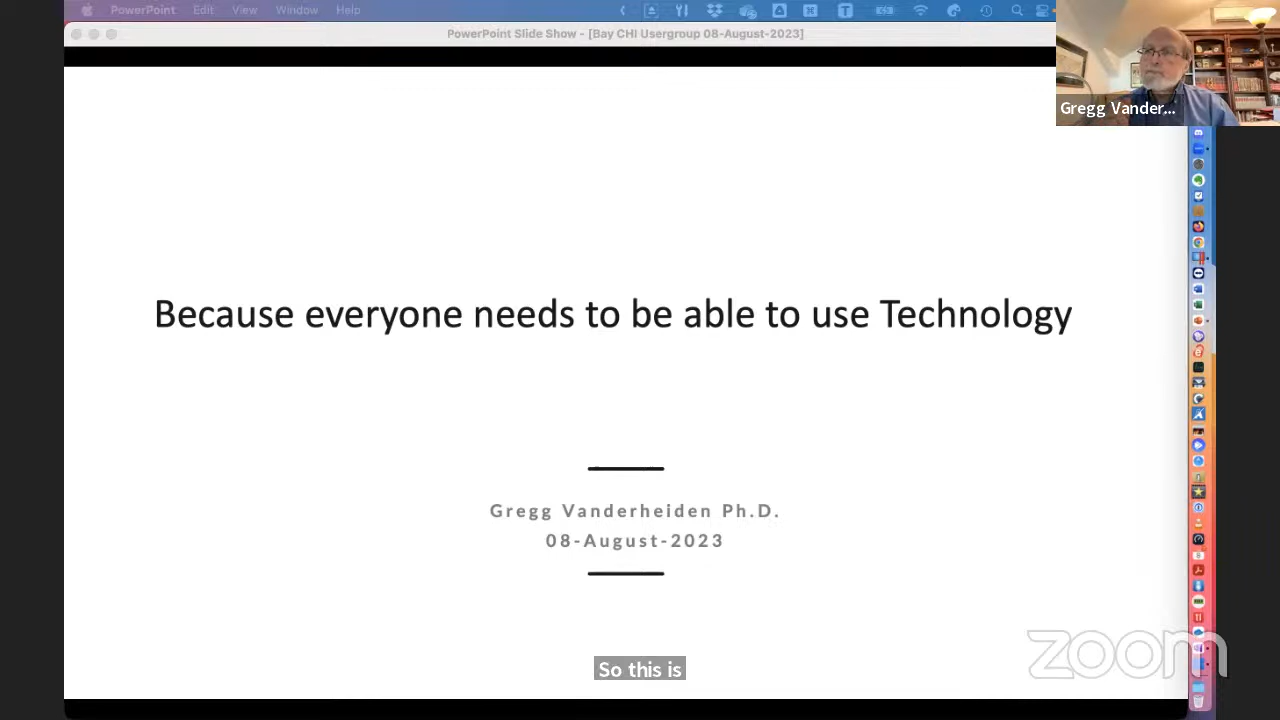 PowerPoint Edit View Window Help
PowerPoint Slide Show - [Bay CHI Usergroup 08-August-2023]
Gregg Vander...
Because everyone needs to be able to use Technology
Gregg Vanderheiden Ph.D.
08-August-2023
So this is
zoom